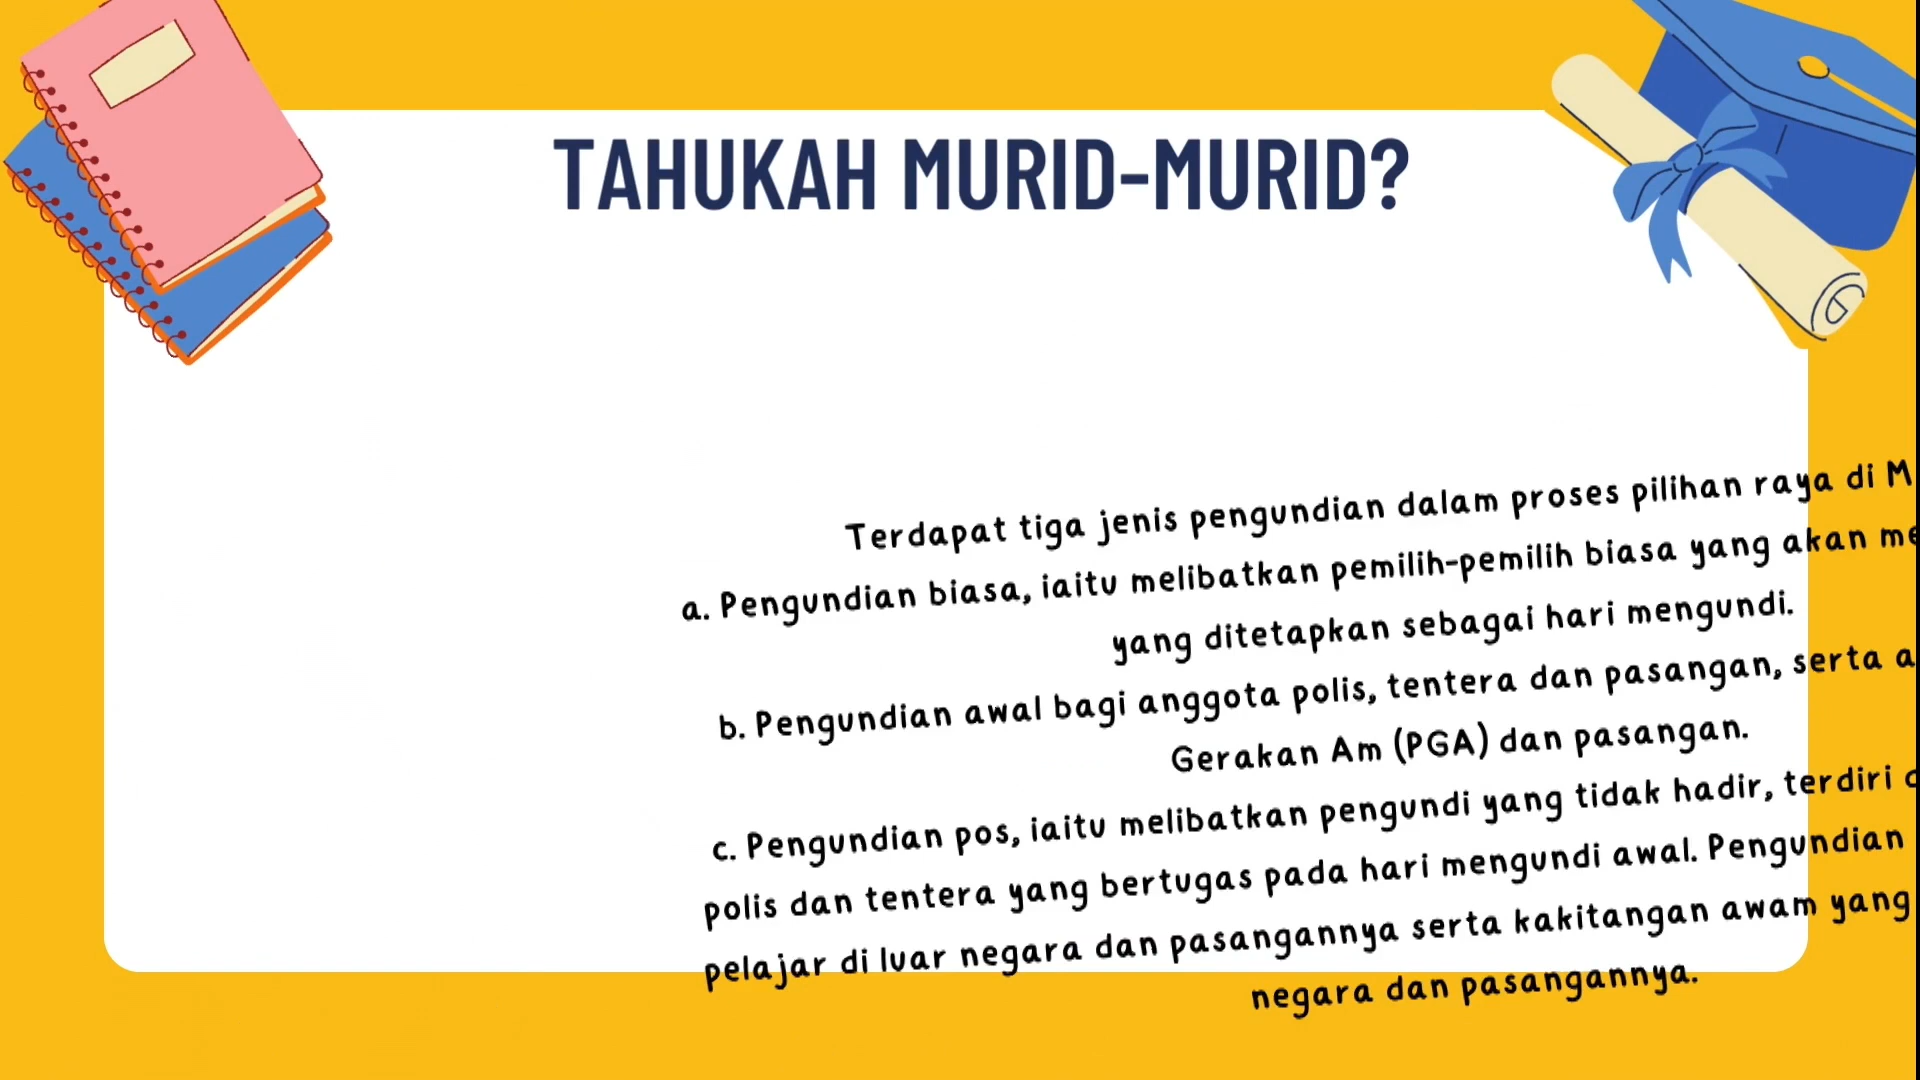 TAHUKAH MURID-MURID?
Terdapat tiga jenis pengundian dalam proses pilihan raya di M
a. Pengundian biasa, iaitu melibatkan pemilih-pemilih biasa yang akan me
yang ditetapkan sebagai hari mengundi.
b. Pengundian awal bagi anggota polis, tentera dan pasangan, serta a
Gerakan Am (PGA) dan pasangan.
c. Pengundian pos, iaitu melibatkan pengundi yang tidak hadir, terdiri d
polis dan tentera yang bertugas pada hari mengundi awal. Pengundian
pelajar di luar negara dan pasangannya serta kakitangan awam yang
negara dan pasangannya.